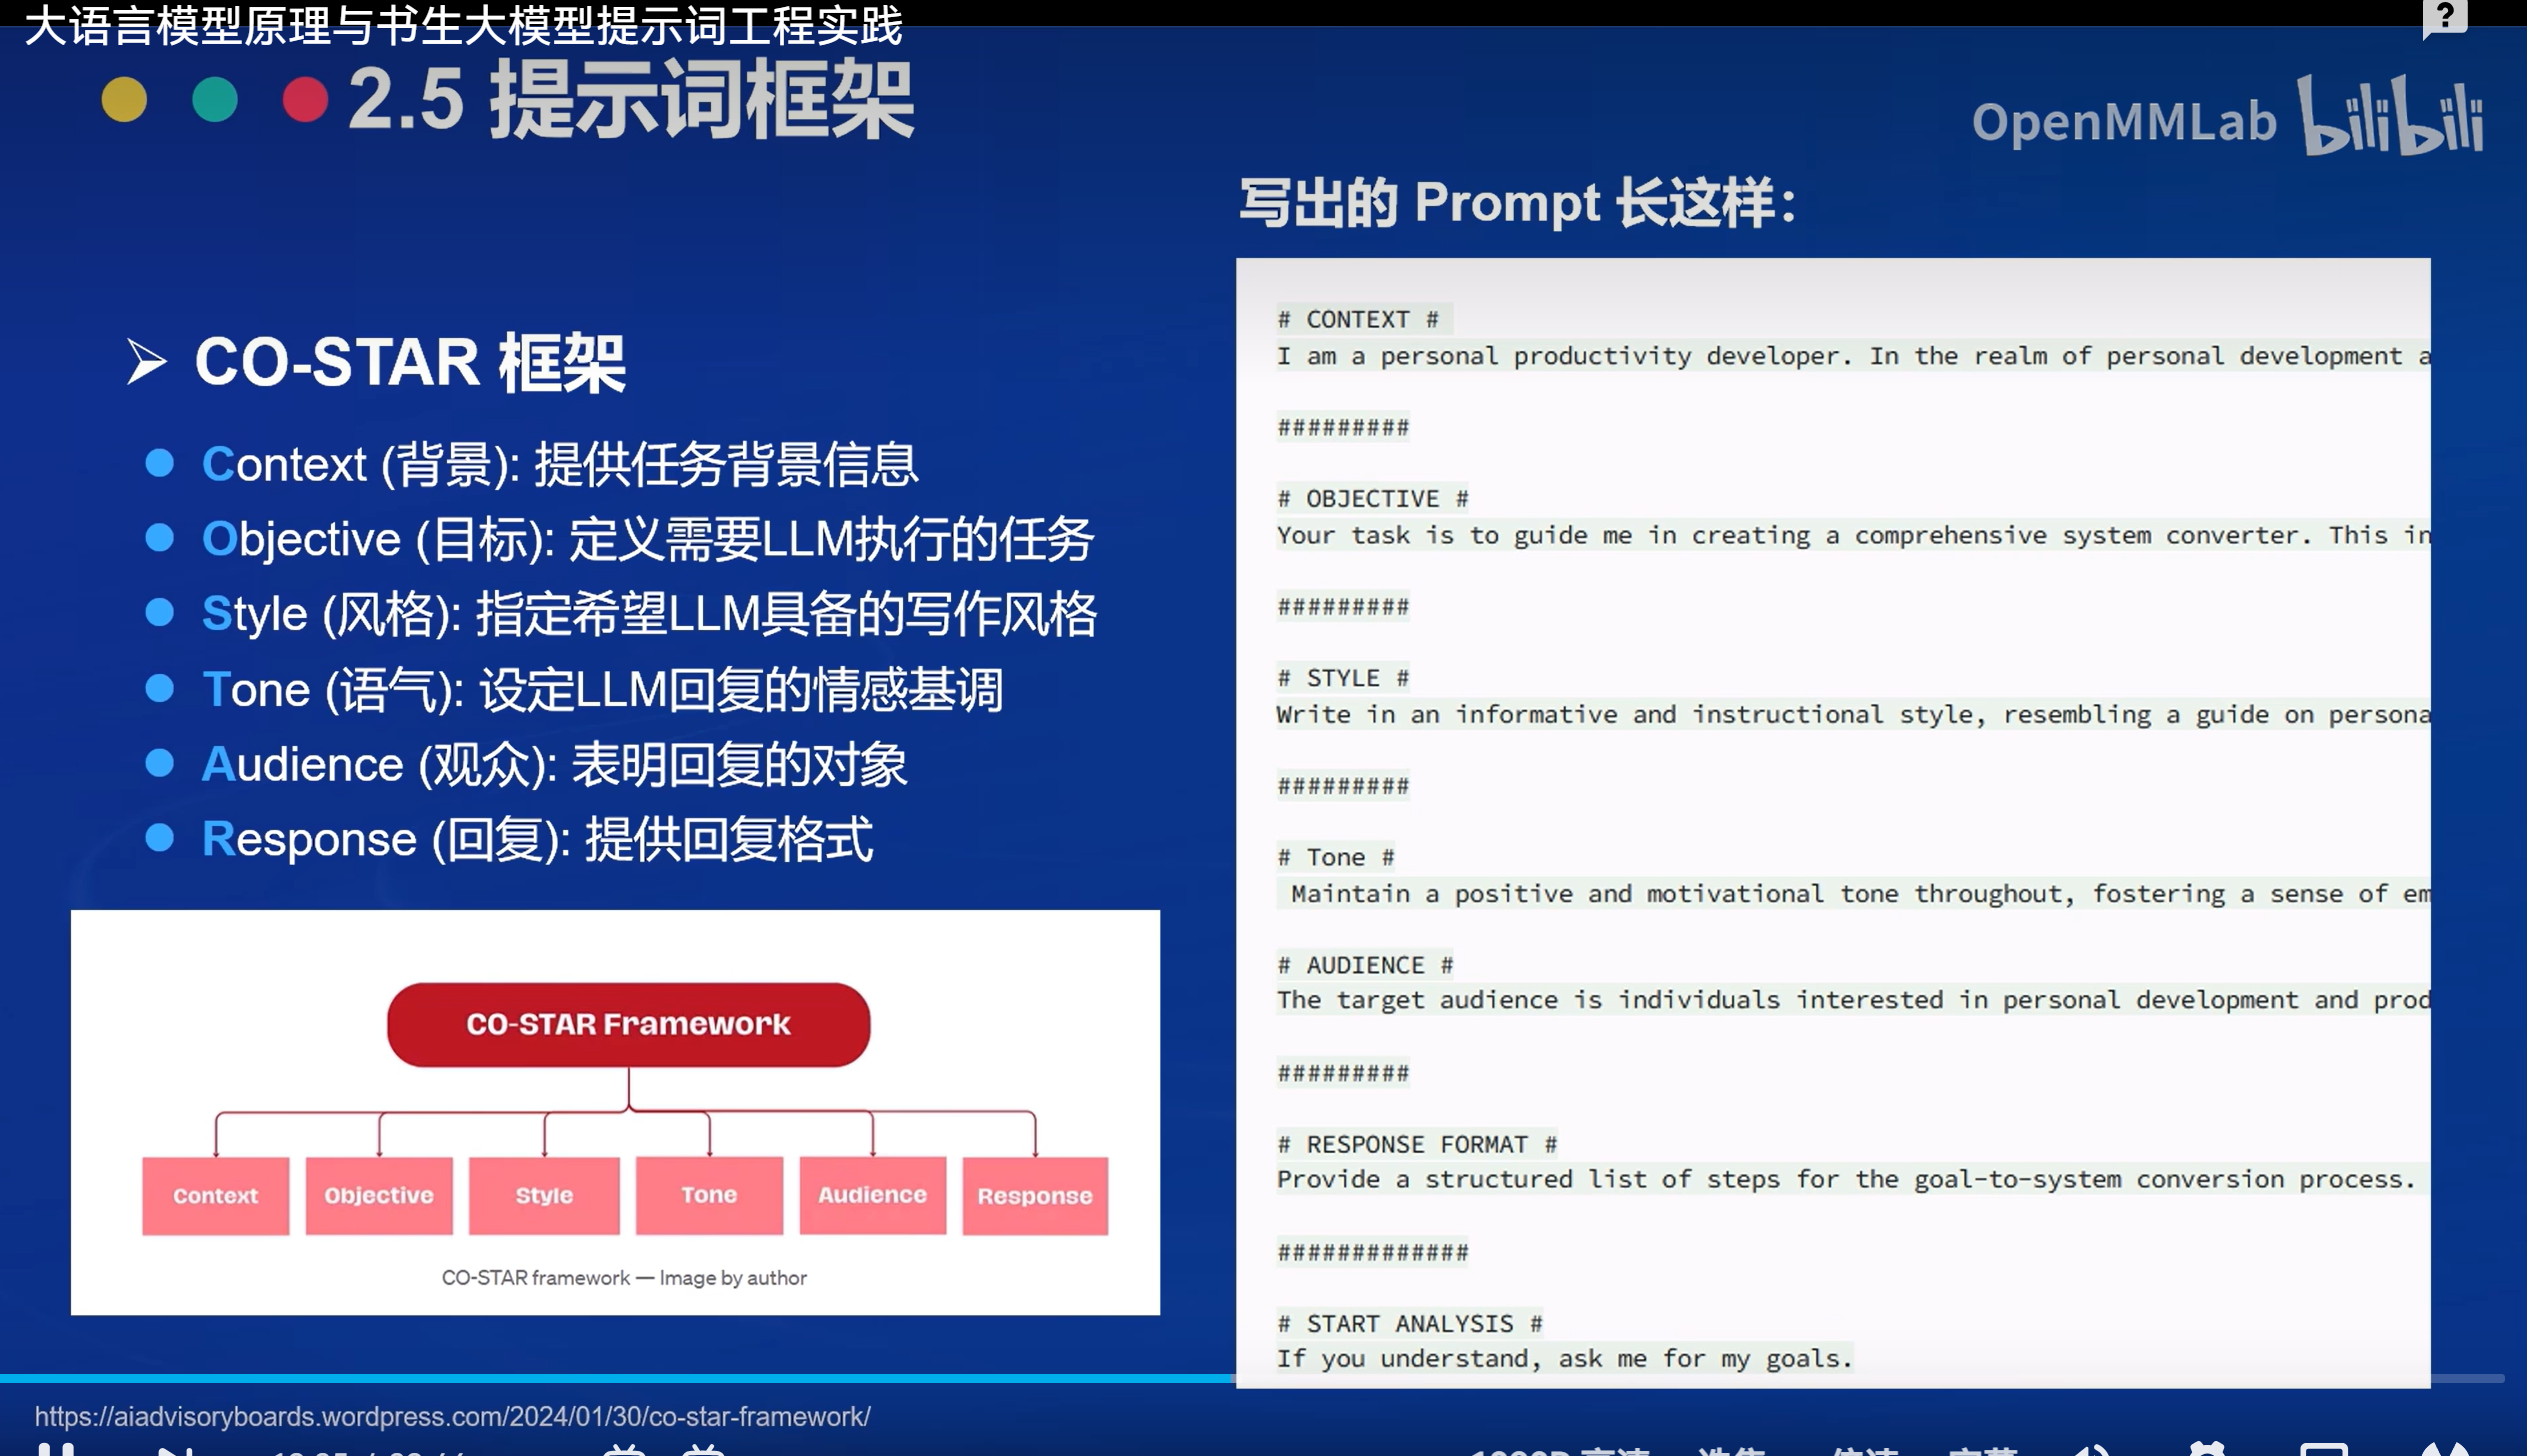 大语言模型原理与书生大模型提示词工程实践
?
2.5 提示词框架
OpenMMLab bilibili
写出的 Prompt 长这样：
➢ CO-STAR 框架
● Context (背景): 提供任务背景信息
● Objective (目标): 定义需要LLM执行的任务
● Style (风格): 指定希望LLM具备的写作风格
● Tone (语气): 设定LLM回复的情感基调
● Audience (观众): 表明回复的对象
● Response (回复): 提供回复格式
CO-STAR Framework
Context Objective Style Tone Audience Response
CO-STAR framework — Image by author
# CONTEXT #
I am a personal productivity developer. In the realm of personal development a
#########
# OBJECTIVE #
Your task is to guide me in creating a comprehensive system converter. This in
#########
# STYLE #
Write in an informative and instructional style, resembling a guide on persona
#########
# Tone #
Maintain a positive and motivational tone throughout, fostering a sense of em
# AUDIENCE #
The target audience is individuals interested in personal development and prod
#########
# RESPONSE FORMAT #
Provide a structured list of steps for the goal-to-system conversion process.
#############
# START ANALYSIS #
If you understand, ask me for my goals.
https://aiadvisoryboards.wordpress.com/2024/01/30/co-star-framework/